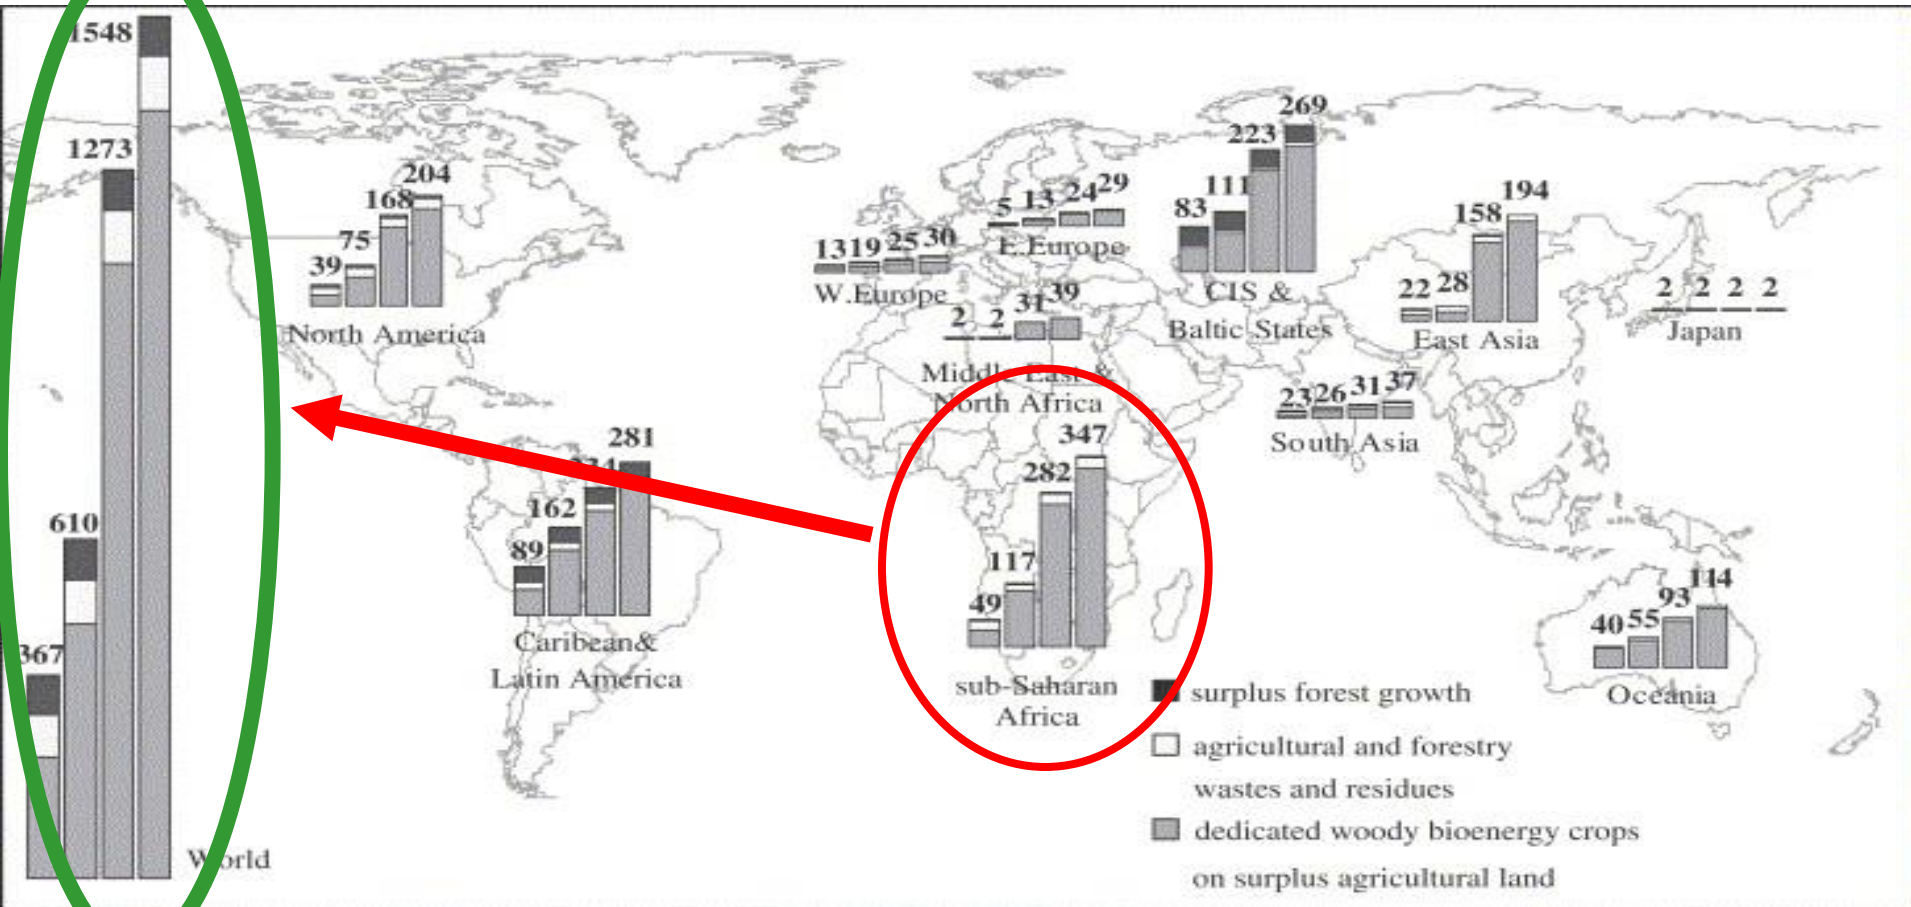 1548
1273
610
367
World
39 75 168 204
North America
89 162 234 281
Caribean&
Latin America
13 19 25 30
W.Europe
5 13 24 29
E.Europe
2 2 31 39
Middle East &
North Africa
49 117 282 347
sub-Saharan
Africa
83 111 223 269
CIS &
Baltic States
22 28 158 194
East Asia
2 2 2 2
Japan
23 26 31 37
South Asia
40 55 93 114
Oceania
surplus forest growth
agricultural and forestry
wastes and residues
dedicated woody bioenergy crops
on surplus agricultural land